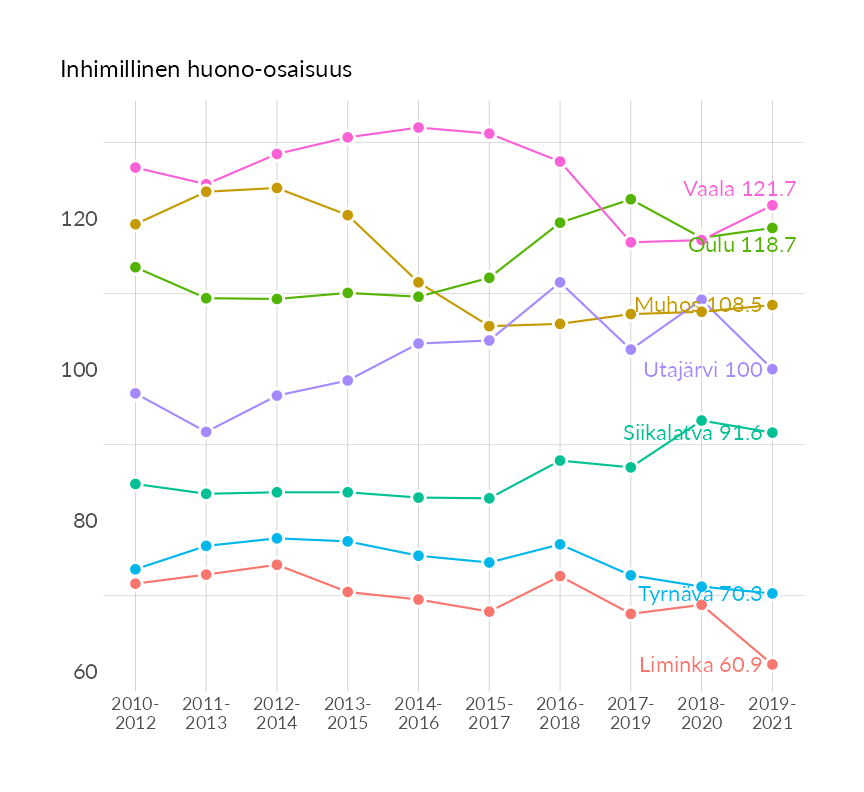 Inhimillinen huono-osaisuus
Vaala 121.7
120
Oulu 118.7
Muhos 108.5
100
Utajärvi 100
Siikalatva 91.6
80
Tyrnävä 70.3
60
Liminka 60.9
2010- 2011- 2012- 2013- 2014- 2015- 2016- 2017- 2018- 2019-
2012 2013 2014 2015 2016 2017 2018 2019 2020 2021